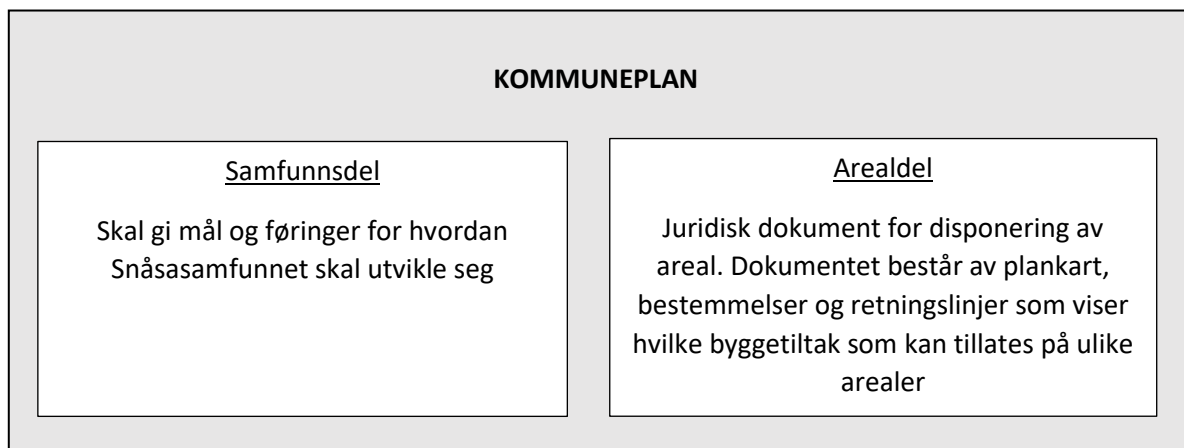 KOMMUNEPLAN
Samfunnsdel
Skal gi mål og føringer for hvordan
Snåsasamfunnet skal utvikle seg
Arealdel
Juridisk dokument for disponering av
areal. Dokumentet består av plankart,
bestemmelser og retningslinjer som viser
hvilke byggetiltak som kan tillates på ulike
arealer